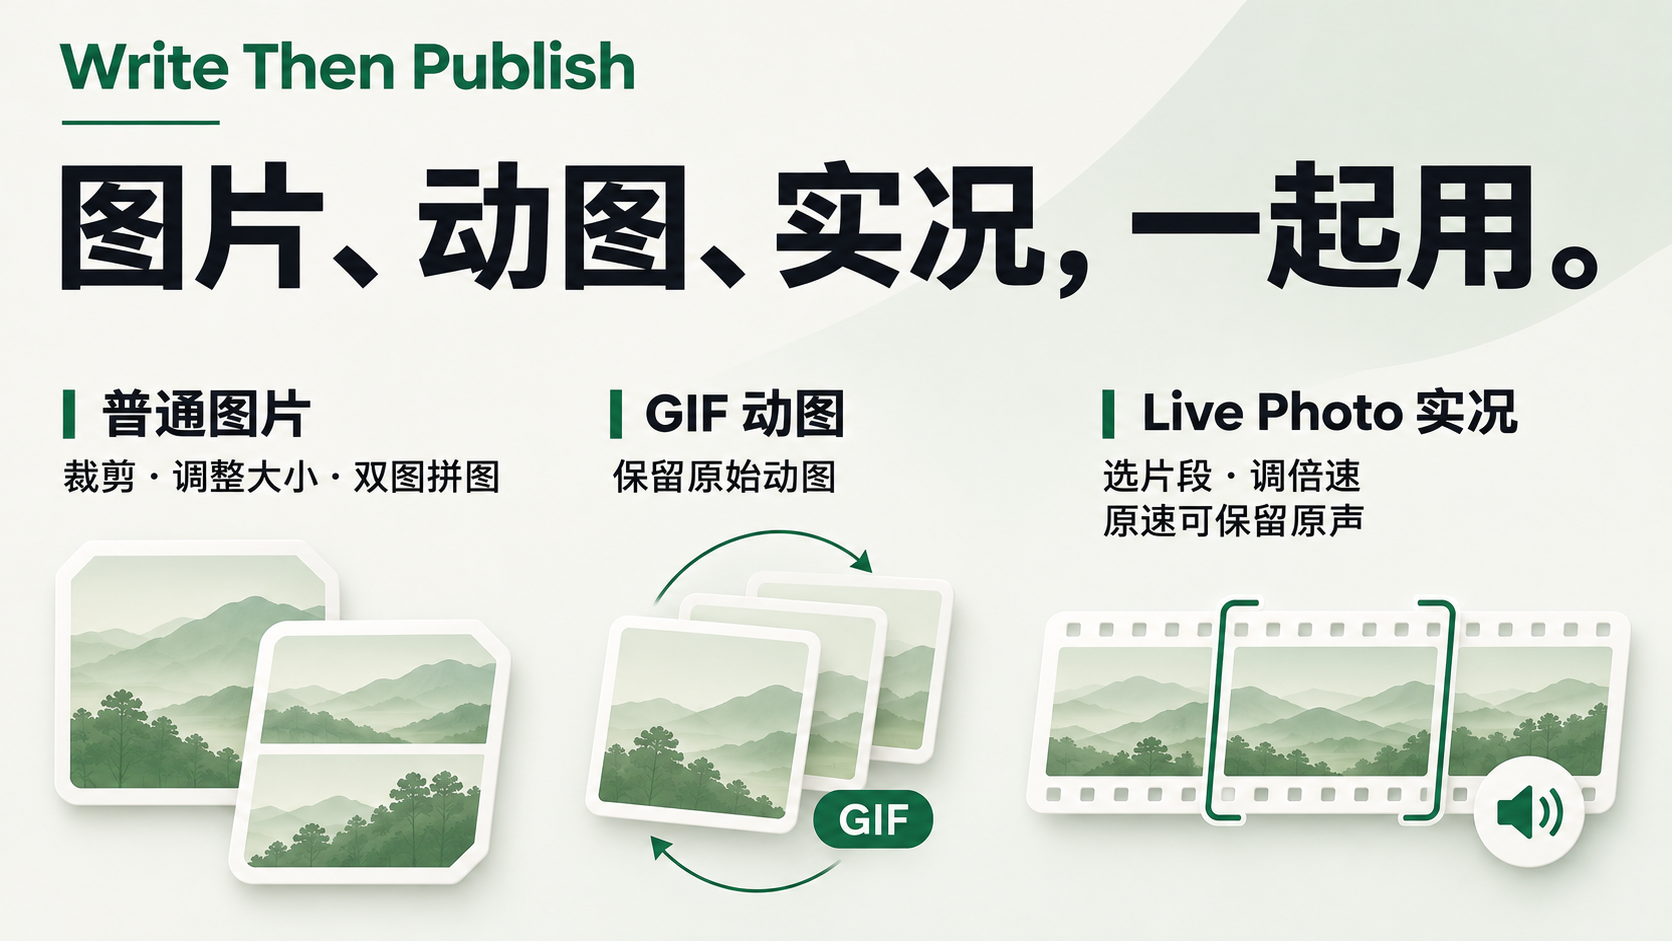 Write Then Publish
图片、动图、实况，一起用。
普通图片
裁剪 · 调整大小 · 双图拼图
GIF 动图
保留原始动图
Live Photo 实况
选片段 · 调倍速
原速可保留原声
GIF